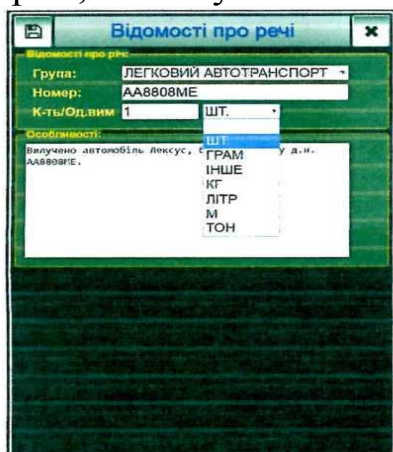 Відомості про речі
Відомості про річ:
Група: ЛЕГКОВИЙ АВТОТРАНСПОРТ
Номер: АА8808МЕ
К-ть/Од.вим 1 ШТ.
ШТ.
ГРАМ
ІНШЕ
КГ
ЛІТР
М
ТОН
Особливості:
Вилучено автомобіль Лексус, у д.н.
АА8808МЕ.